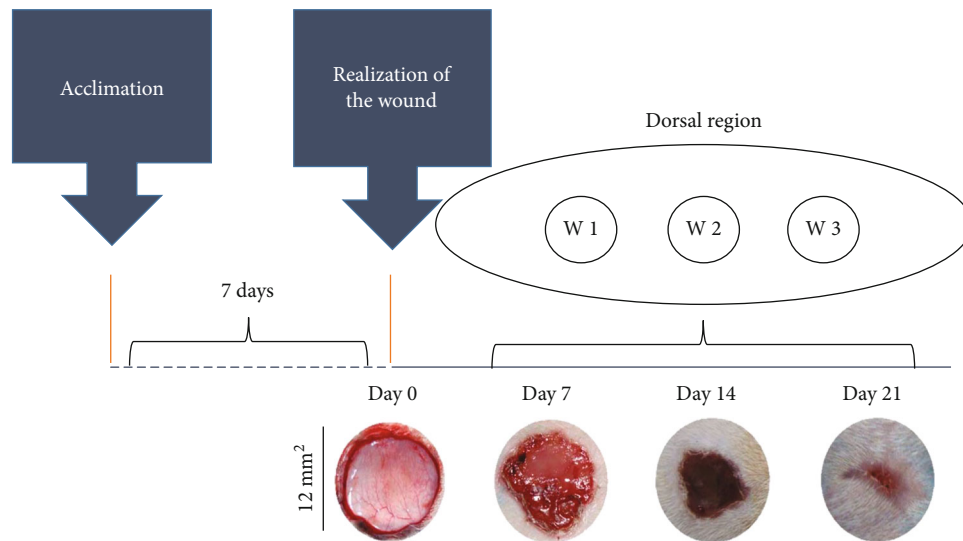 Acclimation
Realization of
the wound
Dorsal region
W 1
W 2
W 3
7 days
Day 0
Day 7
Day 14
Day 21
12 mm²